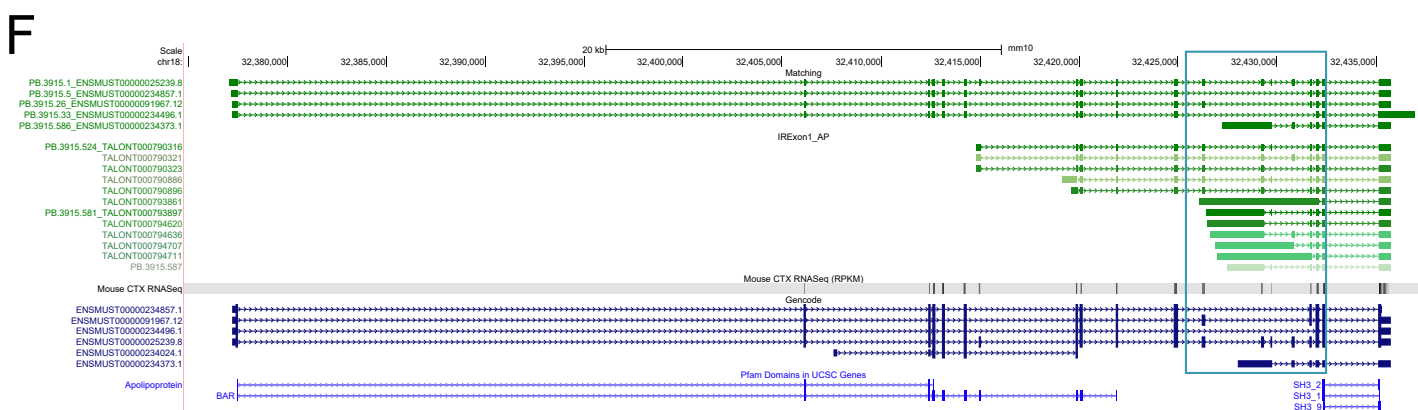 F
Scale 20 kb mm10
chr18: 32,380,000 32,385,000 32,390,000 32,395,000 32,400,000 32,405,000 32,410,000 32,415,000 32,420,000 32,425,000 32,430,000 32,435,000
Matching
PB.3915.1_ENSMUST00000025239.8
PB.3915.5_ENSMUST00000234857.1
PB.3915.26_ENSMUST00000091967.12
PB.3915.33_ENSMUST00000234496.1
PB.3915.586_ENSMUST00000234373.1
IRExon1_AP
PB.3915.524_TALONT000790316
TALONT000790321
TALONT000790323
TALONT000790886
TALONT000790896
TALONT000793861
PB.3915.581_TALONT000793897
TALONT000794620
TALONT000794636
TALONT000794707
TALONT000794711
PB.3915.587
Mouse CTX RNASeq (RPKM)
Mouse CTX RNASeq
Gencode
ENSMUST00000234857.1
ENSMUST00000091967.12
ENSMUST00000234496.1
ENSMUST00000025239.8
ENSMUST00000234024.1
ENSMUST00000234373.1
Pfam Domains in UCSC Genes
Apolipoprotein SH3_2
BAR SH3_1
SH3_9